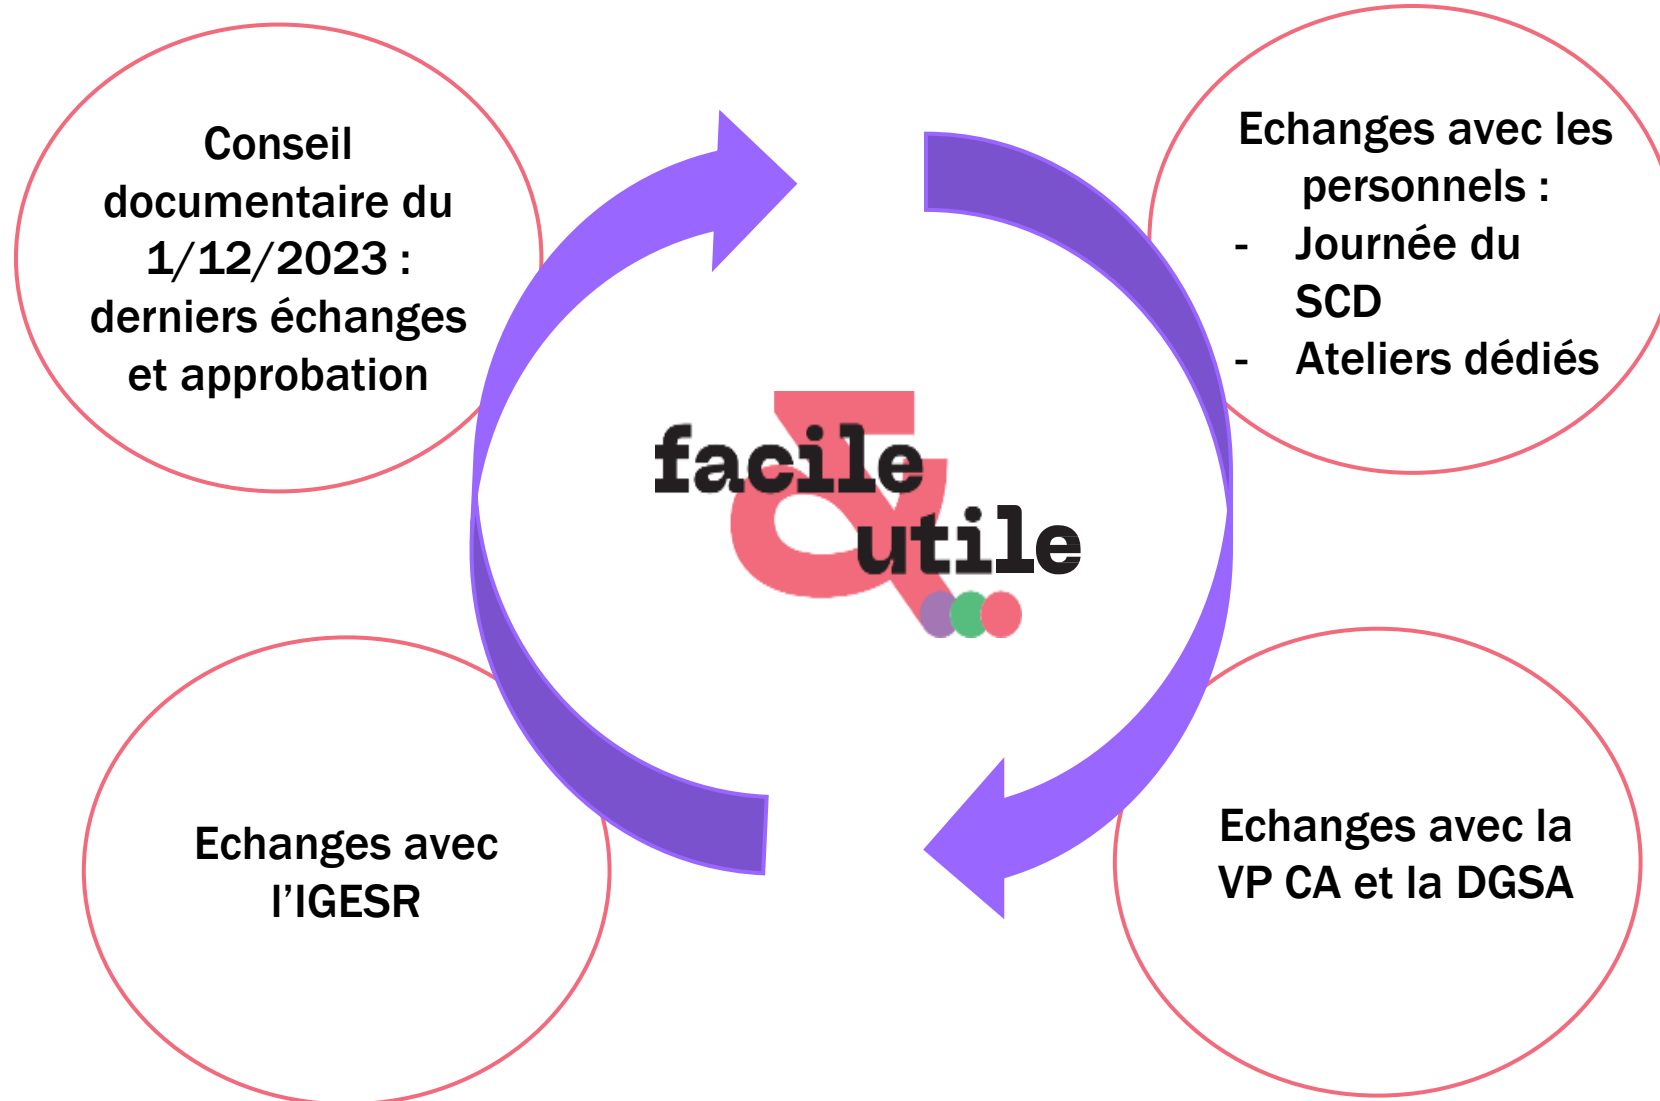 Conseil
documentaire du
1/12/2023 :
derniers échanges
et approbation
Echanges avec les
personnels :
- Journée du
SCD
- Ateliers dédiés
facile
&
utile
Echanges avec
l’IGESR
Echanges avec la
VP CA et la DGSA